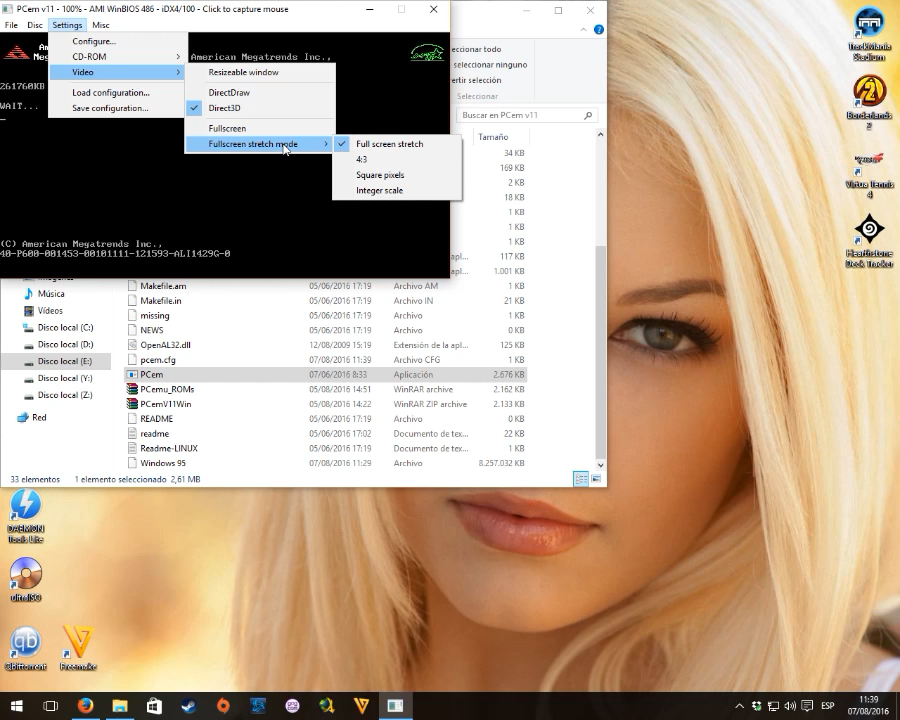 PCem v11 - 100% - AMI WinBIOS 486 - iDX4/100 - Click to capture mouse
File Disc Settings Misc
Configure...
CD-ROM
Video
Load configuration...
Save configuration...
Resizeable window
DirectDraw
Direct3D
Fullscreen
Fullscreen stretch mode
Full screen stretch
4:3
Square pixels
Integer scale
American Megatrends Inc.,
261760KB
WAIT...
(C) American Megatrends Inc.,
40-P600-001453-00101111-121593-ALI1429G-0
eccionar todo
seleccionar ninguno
ertir selección
Seleccionar
Buscar en PCem v11
Tamaño
34 KB
169 KB
2 KB
18 KB
1 KB
1 KB
1 KB
apl... 117 KB
apl... 1.001 KB
Makefile.am 05/06/2016 17:19 Archivo AM 86 KB
Makefile.in 05/06/2016 17:19 Archivo IN 21 KB
missing 05/06/2016 17:19 Archivo 1 KB
NEWS 05/06/2016 17:19 Archivo 0 KB
OpenAL32.dll 12/08/2009 15:19 Extensión de la apl... 125 KB
pcem.cfg 07/08/2016 11:39 Archivo CFG 1 KB
PCem 07/06/2016 8:33 Aplicación 2.676 KB
PCemu_ROMs 05/08/2016 14:51 WinRAR archive 2.162 KB
PCemV11Win 05/08/2016 14:22 WinRAR ZIP archive 2.133 KB
README 05/06/2016 17:19 Archivo 0 KB
readme 05/06/2016 17:02 Documento de tex... 22 KB
Readme-LINUX 05/06/2016 17:19 Documento de tex... 1 KB
Windows 95 07/08/2016 11:29 Archivo 8.257.032 KB
Música
Vídeos
Disco local (C:)
Disco local (D:)
Disco local (E:)
Disco local (Y:)
Disco local (Z:)
Red
33 elementos 1 elemento seleccionado 2,61 MB
TrackMania
Stadium
Borderlands
2
Virtua Tennis
4
Hearthstone
Deck Tracker
DAEMON
Tools Lite
UltraISO
qb
qBittorrent
Freemake
ESP
11:39
07/08/2016